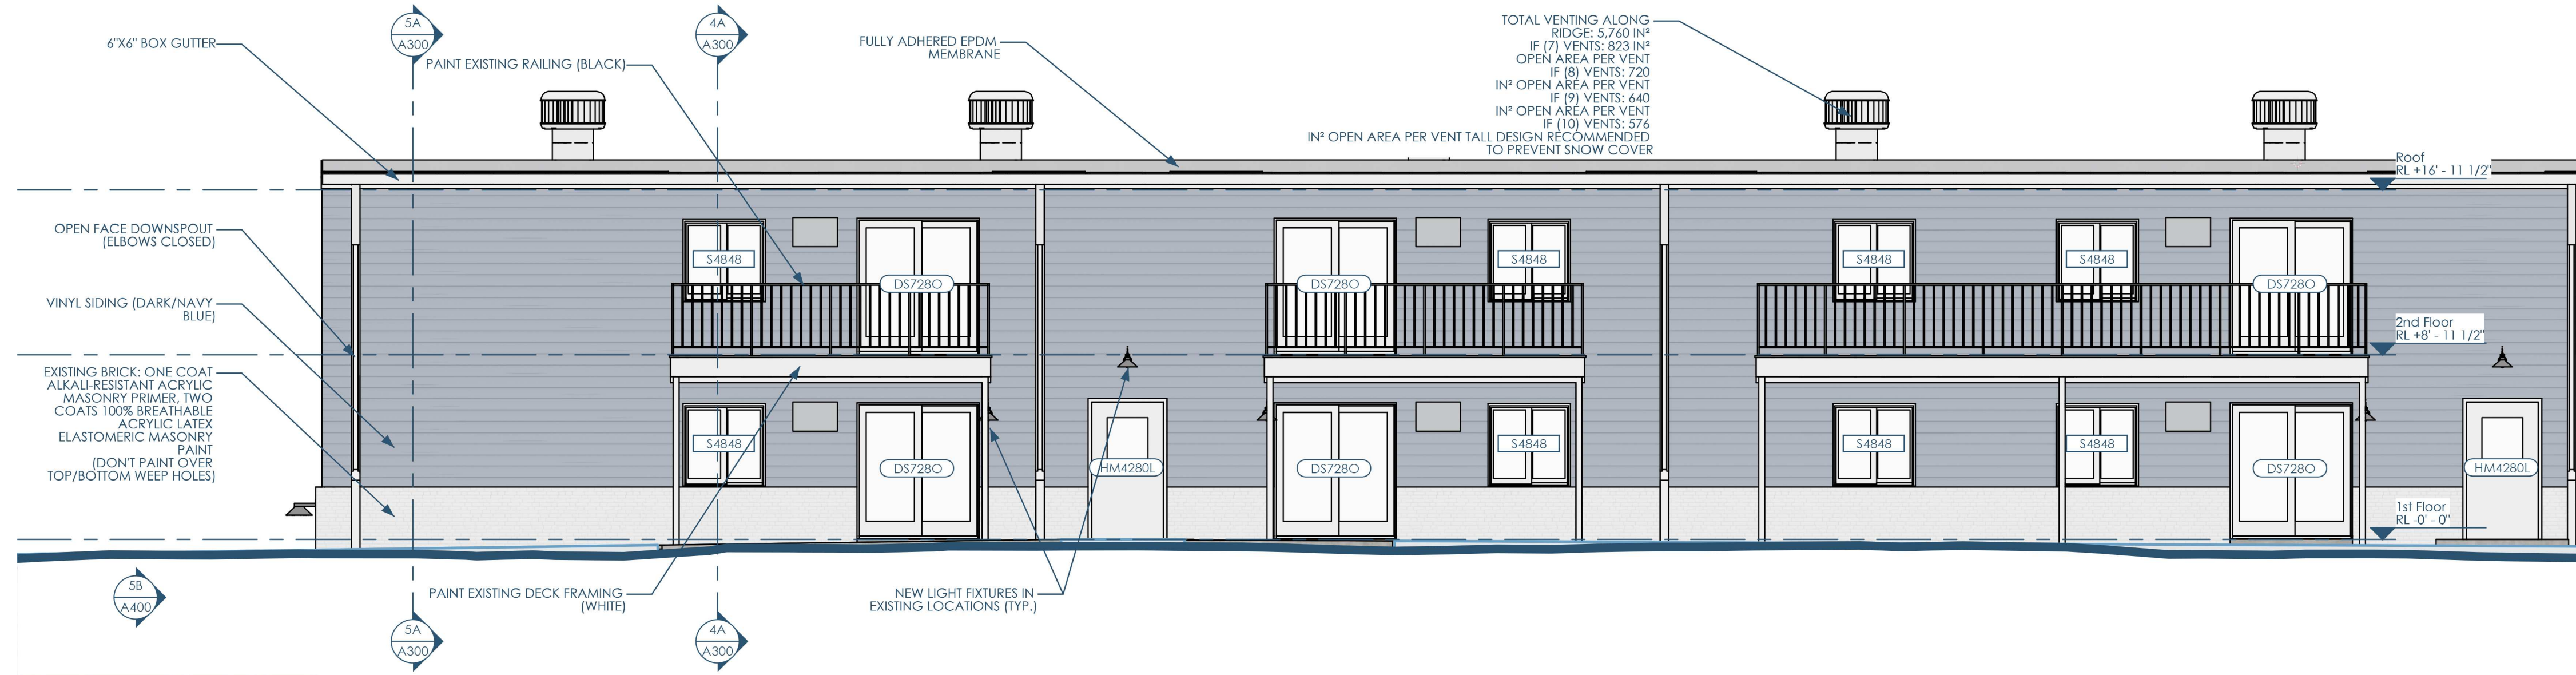 5A
A300
4A
A300
6"X6" BOX GUTTER
PAINT EXISTING RAILING (BLACK)
FULLY ADHERED EPDM
MEMBRANE
TOTAL VENTING ALONG
RIDGE: 5,760 IN²
IF (7) VENTS: 823 IN²
OPEN AREA PER VENT
IF (8) VENTS: 720
IN² OPEN AREA PER VENT
IF (9) VENTS: 640
IN² OPEN AREA PER VENT
IF (10) VENTS: 576
IN² OPEN AREA PER VENT TALL DESIGN RECOMMENDED
TO PREVENT SNOW COVER
Roof
RL +16' - 11 1/2"
OPEN FACE DOWNSPOUT
(ELBOWS CLOSED)
S4848
DS728O
DS728O
S4848
S4848
S4848
DS728O
VINYL SIDING (DARK/NAVY
BLUE)
2nd Floor
RL +8' - 11 1/2"
EXISTING BRICK: ONE COAT
ALKALI-RESISTANT ACRYLIC
MASONRY PRIMER, TWO
COATS 100% BREATHABLE
ACRYLIC LATEX
ELASTOMERIC MASONRY
PAINT
(DON'T PAINT OVER
TOP/BOTTOM WEEP HOLES)
S4848
DS728O
HM4280L
DS728O
S4848
S4848
S4848
DS728O
HM4280L
1st Floor
RL -0' - 0"
5B
A400
PAINT EXISTING DECK FRAMING
(WHITE)
NEW LIGHT FIXTURES IN
EXISTING LOCATIONS (TYP.)
5A
A300
4A
A300